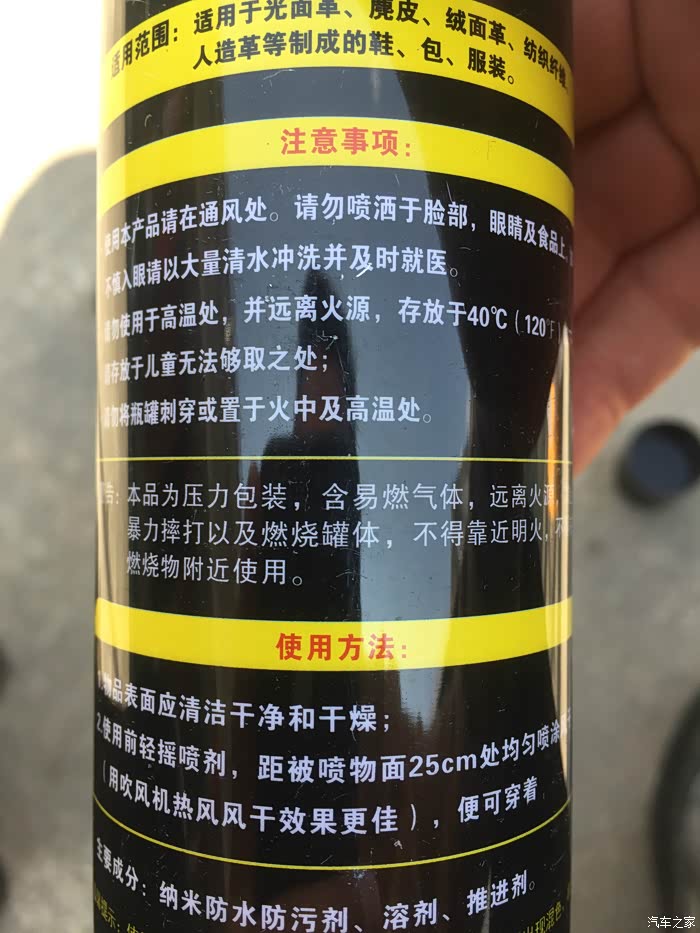 适用范围：适用于光面革、麂皮、绒面革、纺织纤维、
人造革等制成的鞋、包、服装。
注意事项：
使用本产品请在通风处。请勿喷洒于脸部，眼睛及食品上，
不慎入眼请以大量清水冲洗并及时就医。
请勿使用于高温处，并远离火源，存放于40℃（120°F）
请存放于儿童无法够取之处；
请勿将瓶罐刺穿或置于火中及高温处。
告：本品为压力包装，含易燃气体，远离火源
暴力摔打以及燃烧罐体，不得靠近明火，不
燃烧物附近使用。
使用方法：
1.物品表面应清洁干净和干燥；
2.使用前轻摇喷剂，距被喷物面25cm处均匀喷涂
（用吹风机热风风干效果更佳），便可穿着
主要成分：纳米防水防污剂、溶剂、推进剂。
提示：使
出现混色
汽车之家